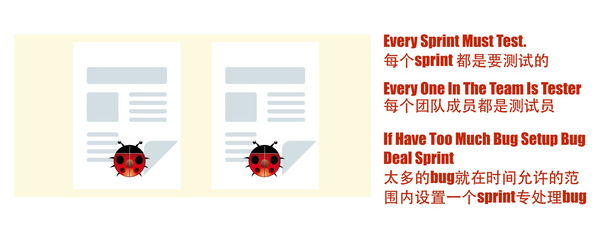 Every Sprint Must Test.
每个sprint 都是要测试的
Every One In The Team Is Tester
每个团队成员都是测试员
If Have Too Much Bug Setup Bug
Deal Sprint
太多的bug就在时间允许的范
围内设置一个sprint专处理bug